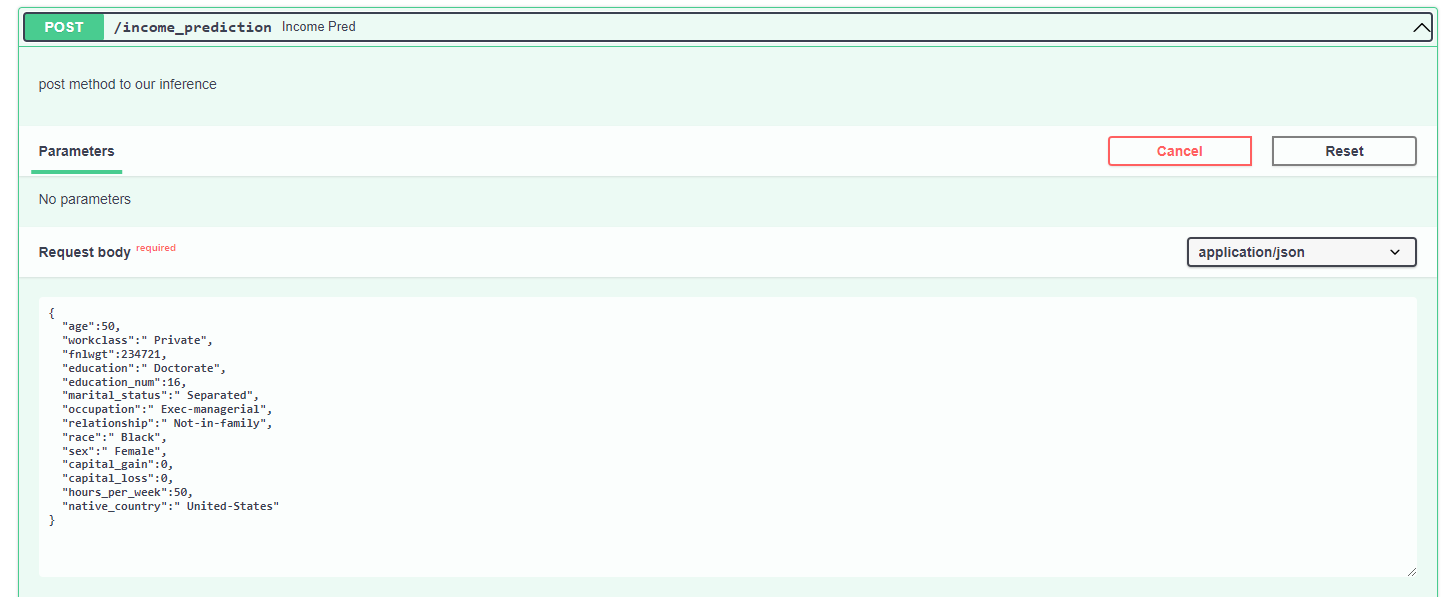 POST /income_prediction Income Pred
post method to our inference
Parameters Cancel Reset
No parameters
Request body required application/json
{
  "age":50,
  "workclass":" Private",
  "fnlwgt":234721,
  "education":" Doctorate",
  "education_num":16,
  "marital_status":" Separated",
  "occupation":" Exec-managerial",
  "relationship":" Not-in-family",
  "race":" Black",
  "sex":" Female",
  "capital_gain":0,
  "capital_loss":0,
  "hours_per_week":50,
  "native_country":" United-States"
}